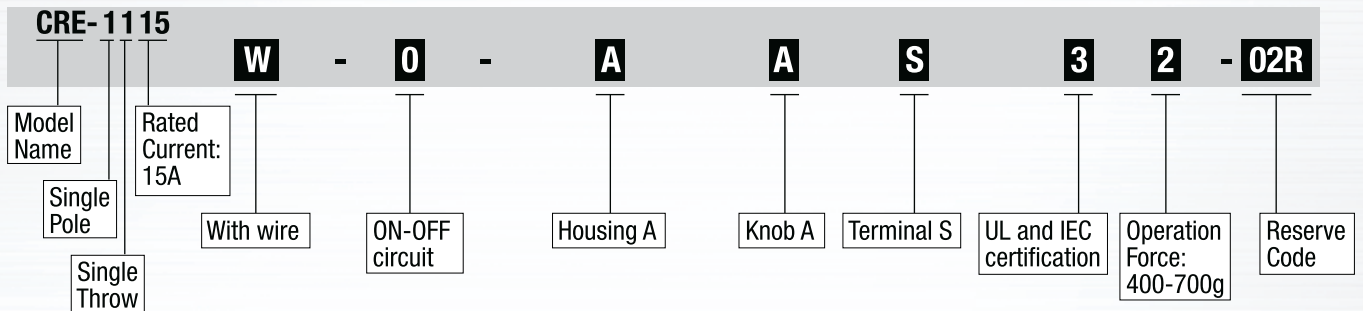 CRE-1115
W - 0 - A A S 3 2 - 02R
Model
Name
Single
Pole
Single
Throw
Rated
Current:
15A
With wire
ON-OFF
circuit
Housing A
Knob A
Terminal S
UL and IEC
certification
Operation
Force:
400-700g
Reserve
Code